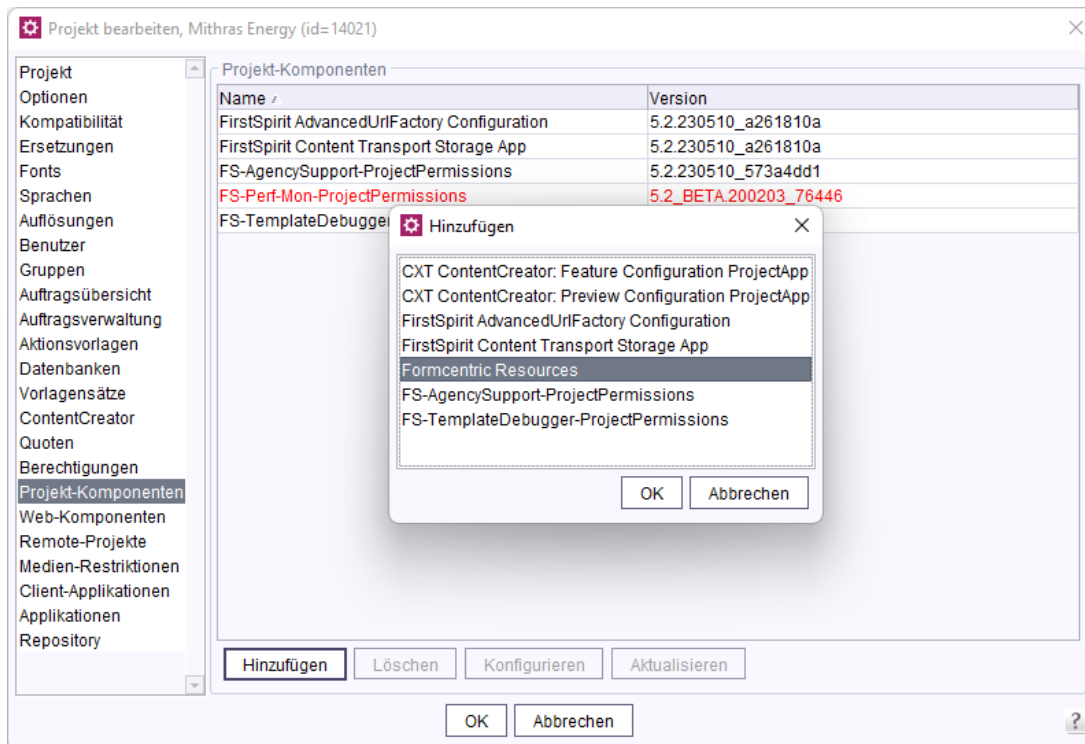 Projekt bearbeiten, Mithras Energy (id=14021)
Projekt
Optionen
Kompatibilität
Ersetzungen
Fonts
Sprachen
Auflösungen
Benutzer
Gruppen
Auftragsübersicht
Auftragsverwaltung
Aktionsvorlagen
Datenbanken
Vorlagensätze
ContentCreator
Quoten
Berechtigungen
Projekt-Komponenten
Web-Komponenten
Remote-Projekte
Medien-Restriktionen
Client-Applikationen
Applikationen
Repository
Projekt-Komponenten
Name Version
FirstSpirit AdvancedUrlFactory Configuration 5.2.230510_a261810a
FirstSpirit Content Transport Storage App 5.2.230510_a261810a
FS-AgencySupport-ProjectPermissions 5.2.230510_573a4dd1
FS-Perf-Mon-ProjectPermissions 5.2_BETA.200203_76446
FS-TemplateDebugger
Hinzufügen
CXT ContentCreator: Feature Configuration ProjectApp
CXT ContentCreator: Preview Configuration ProjectApp
FirstSpirit AdvancedUrlFactory Configuration
FirstSpirit Content Transport Storage App
Formcentric Resources
FS-AgencySupport-ProjectPermissions
FS-TemplateDebugger-ProjectPermissions
OK Abbrechen
Hinzufügen Löschen Konfigurieren Aktualisieren
OK Abbrechen ?